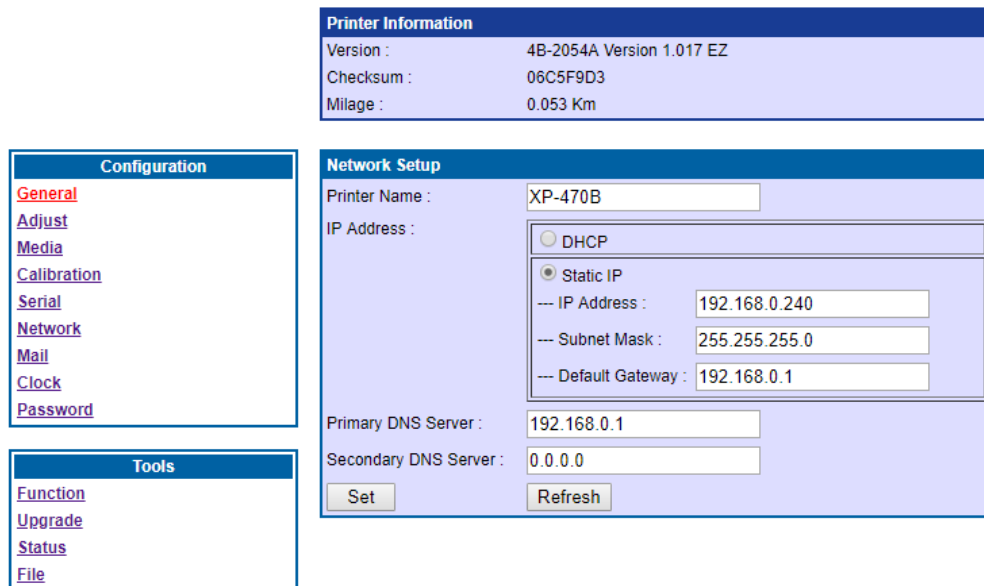 Printer Information
Version : 4B-2054A Version 1.017 EZ
Checksum : 06C5F9D3
Milage : 0.053 Km
Configuration
General
Adjust
Media
Calibration
Serial
Network
Mail
Clock
Password
Tools
Function
Upgrade
Status
File
Network Setup
Printer Name : XP-470B
IP Address :
DHCP
Static IP
--- IP Address : 192.168.0.240
--- Subnet Mask : 255.255.255.0
--- Default Gateway : 192.168.0.1
Primary DNS Server : 192.168.0.1
Secondary DNS Server : 0.0.0.0
Set Refresh